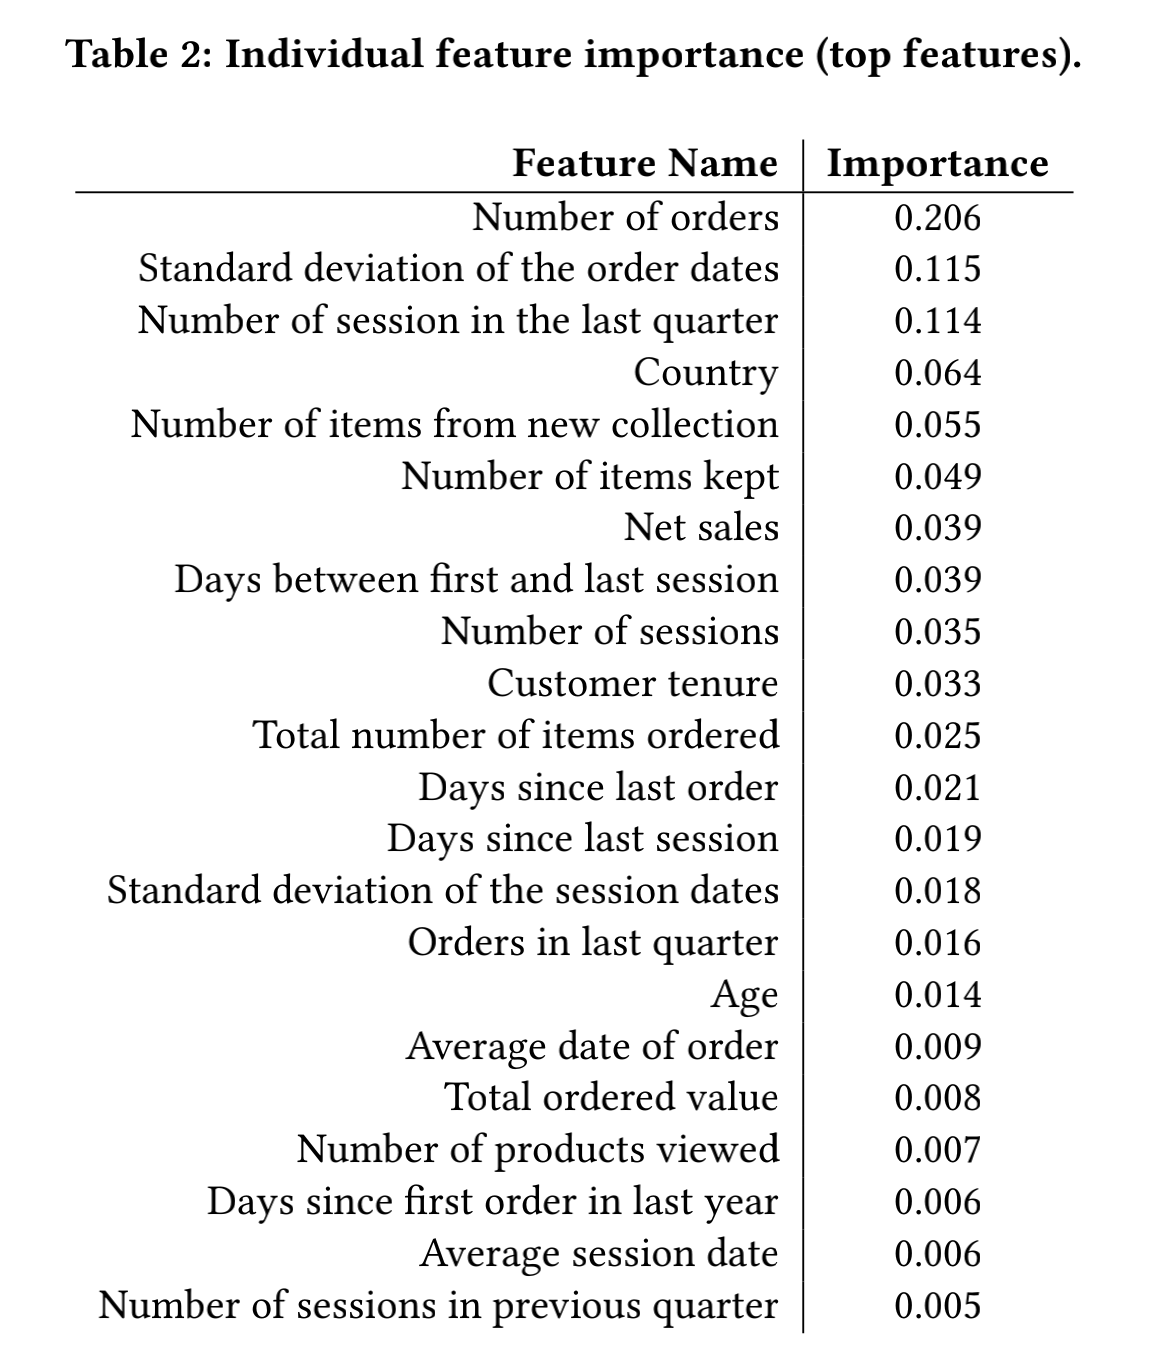 Table 2: Individual feature importance (top features).
Feature Name Importance
Number of orders 0.206
Standard deviation of the order dates 0.115
Number of session in the last quarter 0.114
Country 0.064
Number of items from new collection 0.055
Number of items kept 0.049
Net sales 0.039
Days between first and last session 0.039
Number of sessions 0.035
Customer tenure 0.033
Total number of items ordered 0.025
Days since last order 0.021
Days since last session 0.019
Standard deviation of the session dates 0.018
Orders in last quarter 0.016
Age 0.014
Average date of order 0.009
Total ordered value 0.008
Number of products viewed 0.007
Days since first order in last year 0.006
Average session date 0.006
Number of sessions in previous quarter 0.005